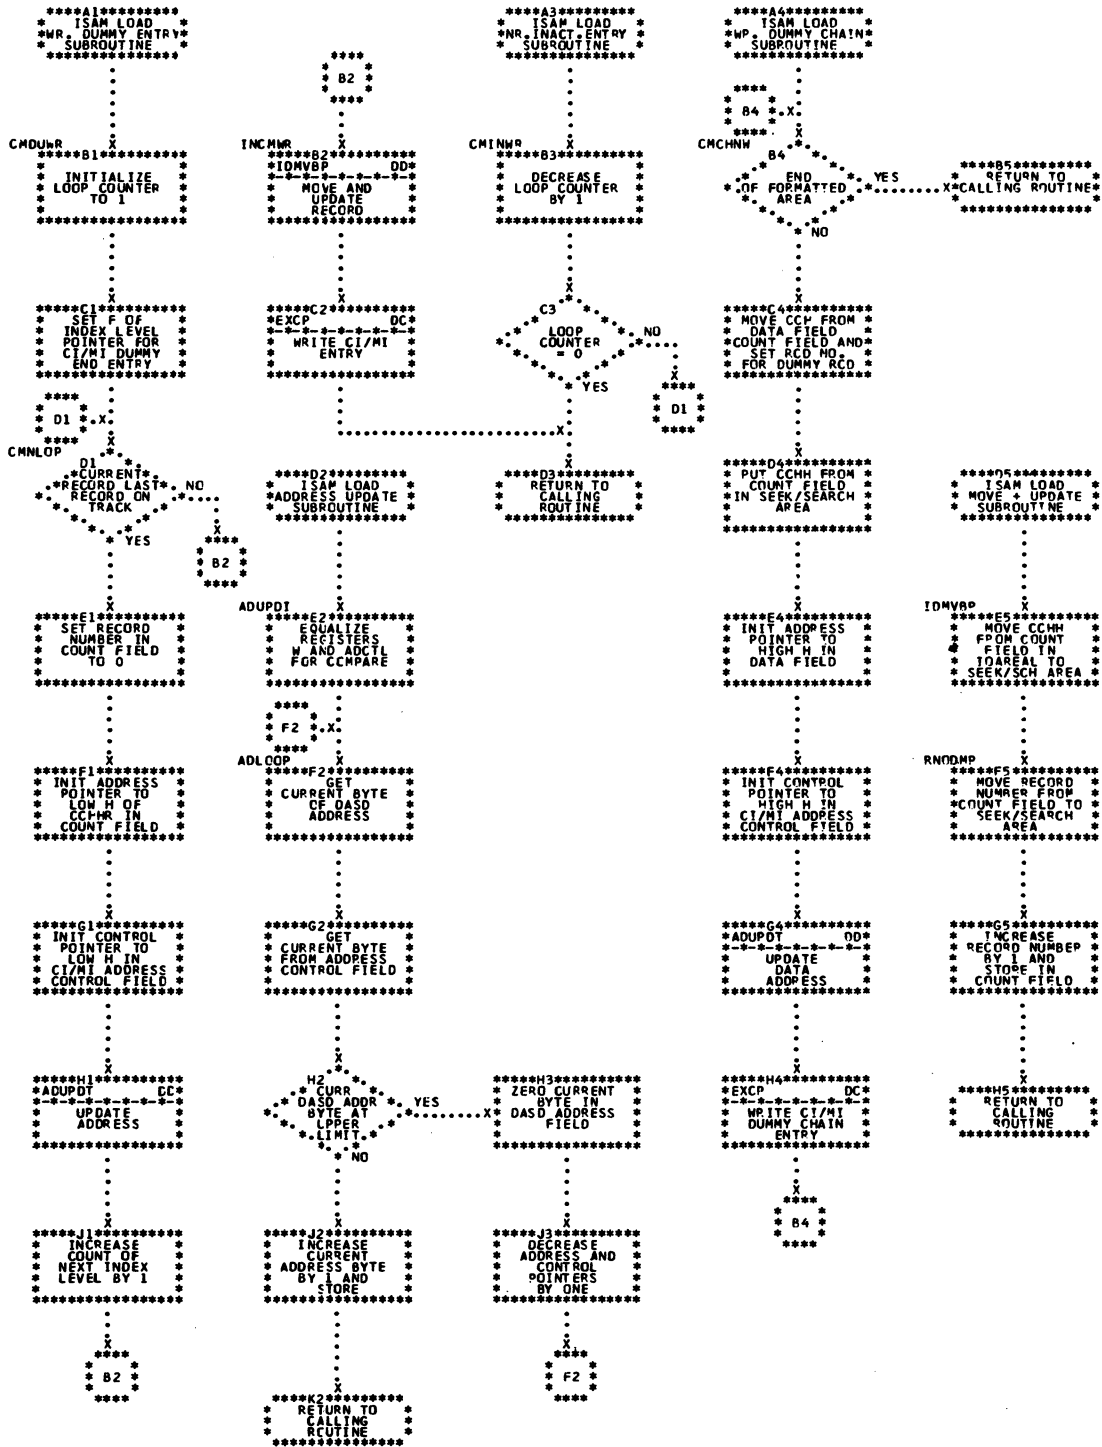 A1
ISAM LOAD
WR. DUMMY ENTRY
SUBROUTINE
CMDUWR
B1
INITIALIZE
LOOP COUNTER
TO 1
C1
SET F OF
INDEX LEVEL
POINTER FOR
CI/MI DUMMY
END ENTRY
D1
CMNLOP
D1
CURRENT
RECORD LAST
RECORD ON
TRACK
NO
YES
B2
E1
SET RECORD
NUMBER IN
COUNT FIELD
TO 0
F1
INIT ADDRESS
POINTER TO
LOW H OF
CCHHR IN
COUNT FIELD
G1
INIT CONTROL
POINTER TO
LOW H IN
CI/MI ADDRESS
CONTROL FIELD
H1
ADUPDT DD
UPDATE
ADDRESS
J1
INCREASE
COUNT OF
NEXT INDEX
LEVEL BY 1
B2
B2
INCMWR
B2
IDMVBP DD
MOVE AND
UPDATE
RECORD
C2
EXCP DC
WRITE CI/MI
ENTRY
D2
ISAM LOAD
ADDRESS UPDATE
SUBROUTINE
ADUPDI
E2
EQUALIZE
REGISTERS
W AND ADCTL
FOR CCMPARE
F2
ADLOOP
F2
GET
CURRENT BYTE
CF DASD
ADDRESS
G2
GET
CURRENT BYTE
FROM ADDRESS
CONTROL FIELD
H2
CURR
DASD ADDR
BYTE AT
UPPER
LIMIT
YES
NO
J2
INCREASE
CURRENT
ADDRESS BYTE
BY 1 AND
STORE
K2
RETURN TO
CALLING
ROUTINE
A3
ISAM LOAD
NR. INACT. ENTRY
SUBROUTINE
CMINWR
B3
DECREASE
LOOP COUNTER
BY 1
C3
LOOP
COUNTER
= 0
NO
YES
D1
D3
RETURN TO
CALLING
ROUTINE
H3
ZERO CURRENT
BYTE IN
DASD ADDRESS
FIELD
J3
DECREASE
ADDRESS AND
CONTROL
POINTERS
BY ONE
F2
A4
ISAM LOAD
WP. DUMMY CHAIN
SUBROUTINE
B4
CMCHNW
B4
END
OF FORMATTED
AREA
YES
NO
C4
MOVE CCH FROM
DATA FIELD
COUNT FIELD AND
SET RCD NO.
FOR DUMMY RCD
D4
PUT CCHH FROM
COUNT FIELD
IN SEEK/SEARCH
AREA
E4
INIT ADDRESS
POINTER TO
HIGH H IN
DATA FIELD
F4
INIT CONTROL
POINTER TO
HIGH H IN
CI/MI ADDRESS
CONTROL FIELD
G4
ADUPDT DD
UPDATE
DATA
ADDRESS
H4
EXCP DC
WRITE CI/MI
DUMMY CHAIN
ENTRY
B4
B5
RETURN TO
CALLING ROUTINE
D5
ISAM LOAD
MOVE + UPDATE
SUBROUTINE
IDMVBP
E5
MOVE CCHH
FROM COUNT
FIELD IN
IOAREAL TO
SEEK/SCH AREA
RNODMP
F5
MOVE RECORD
NUMBER FROM
COUNT FIELD TO
SEEK/SEARCH
AREA
G5
INCREASE
RECORD NUMBER
BY 1 AND
STORE IN
COUNT FIELD
H5
RETURN TO
CALLING
ROUTINE